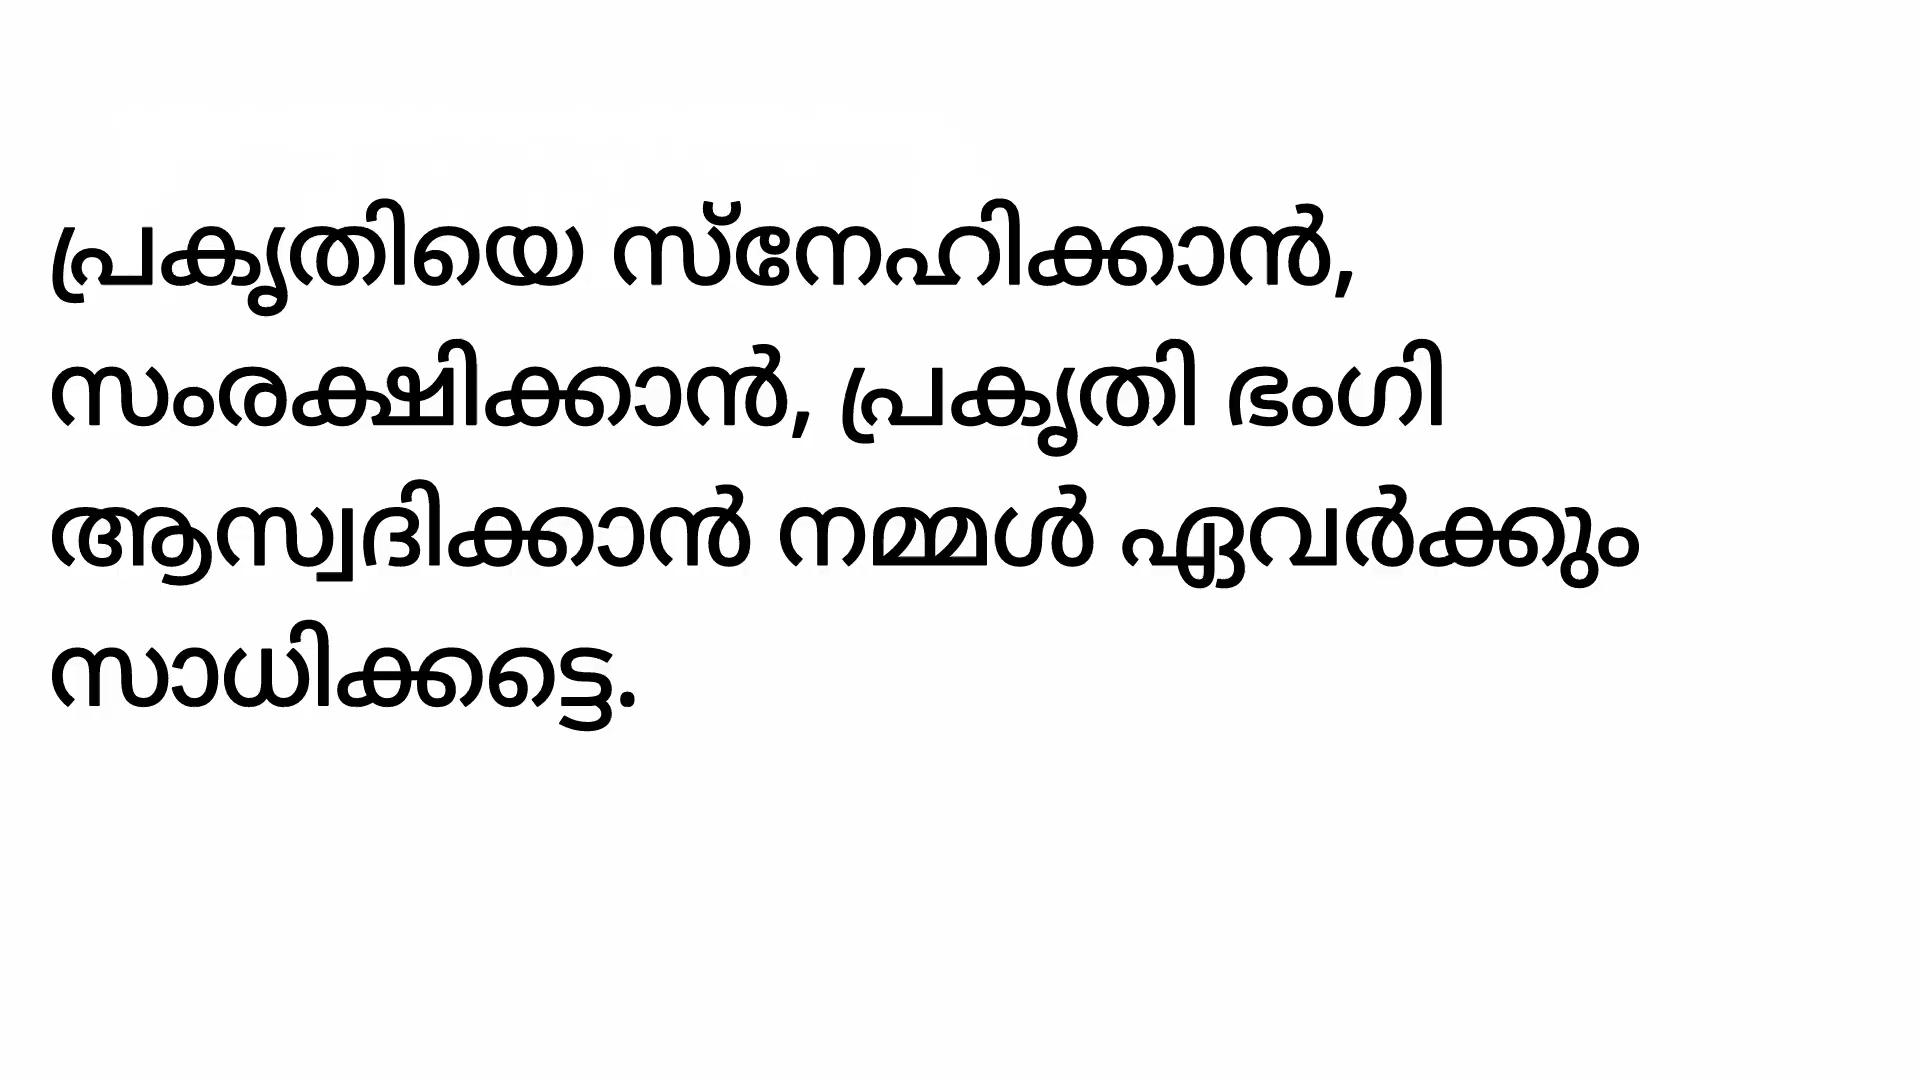 പ്രകൃതിയെ സ്നേഹിക്കാൻ,
സംരക്ഷിക്കാൻ, പ്രകൃതി ഭംഗി
ആസ്വദിക്കാൻ നമ്മൾ ഏവർക്കും
സാധിക്കട്ടെ.